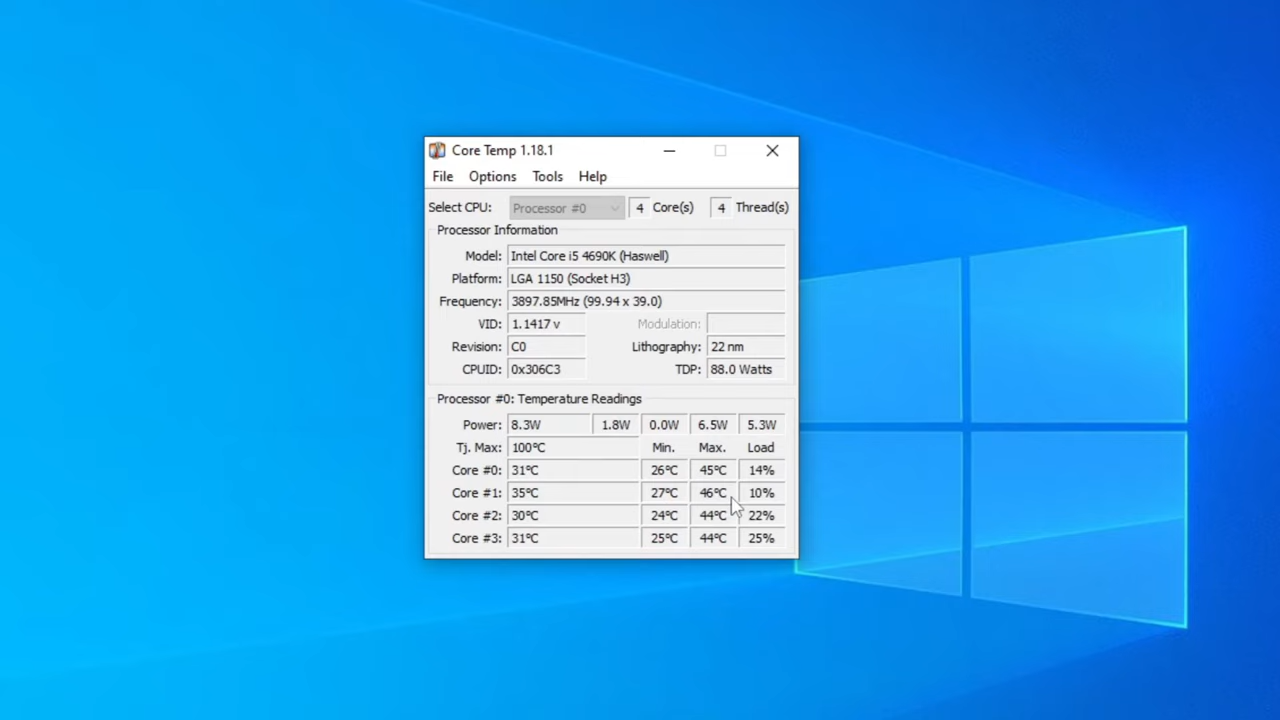 Core Temp 1.18.1
File Options Tools Help
Select CPU: Processor #0 4 Core(s) 4 Thread(s)
Processor Information
Model: Intel Core i5 4690K (Haswell)
Platform: LGA 1150 (Socket H3)
Frequency: 3897.85MHz (99.94 x 39.0)
VID: 1.1417 v Modulation:
Revision: C0 Lithography: 22 nm
CPUID: 0x306C3 TDP: 88.0 Watts
Processor #0: Temperature Readings
Power: 8.3W 1.8W 0.0W 6.5W 5.3W
Tj. Max: 100°C Min. Max. Load
Core #0: 31°C 26°C 45°C 14%
Core #1: 35°C 27°C 46°C 10%
Core #2: 30°C 24°C 44°C 22%
Core #3: 31°C 25°C 44°C 25%